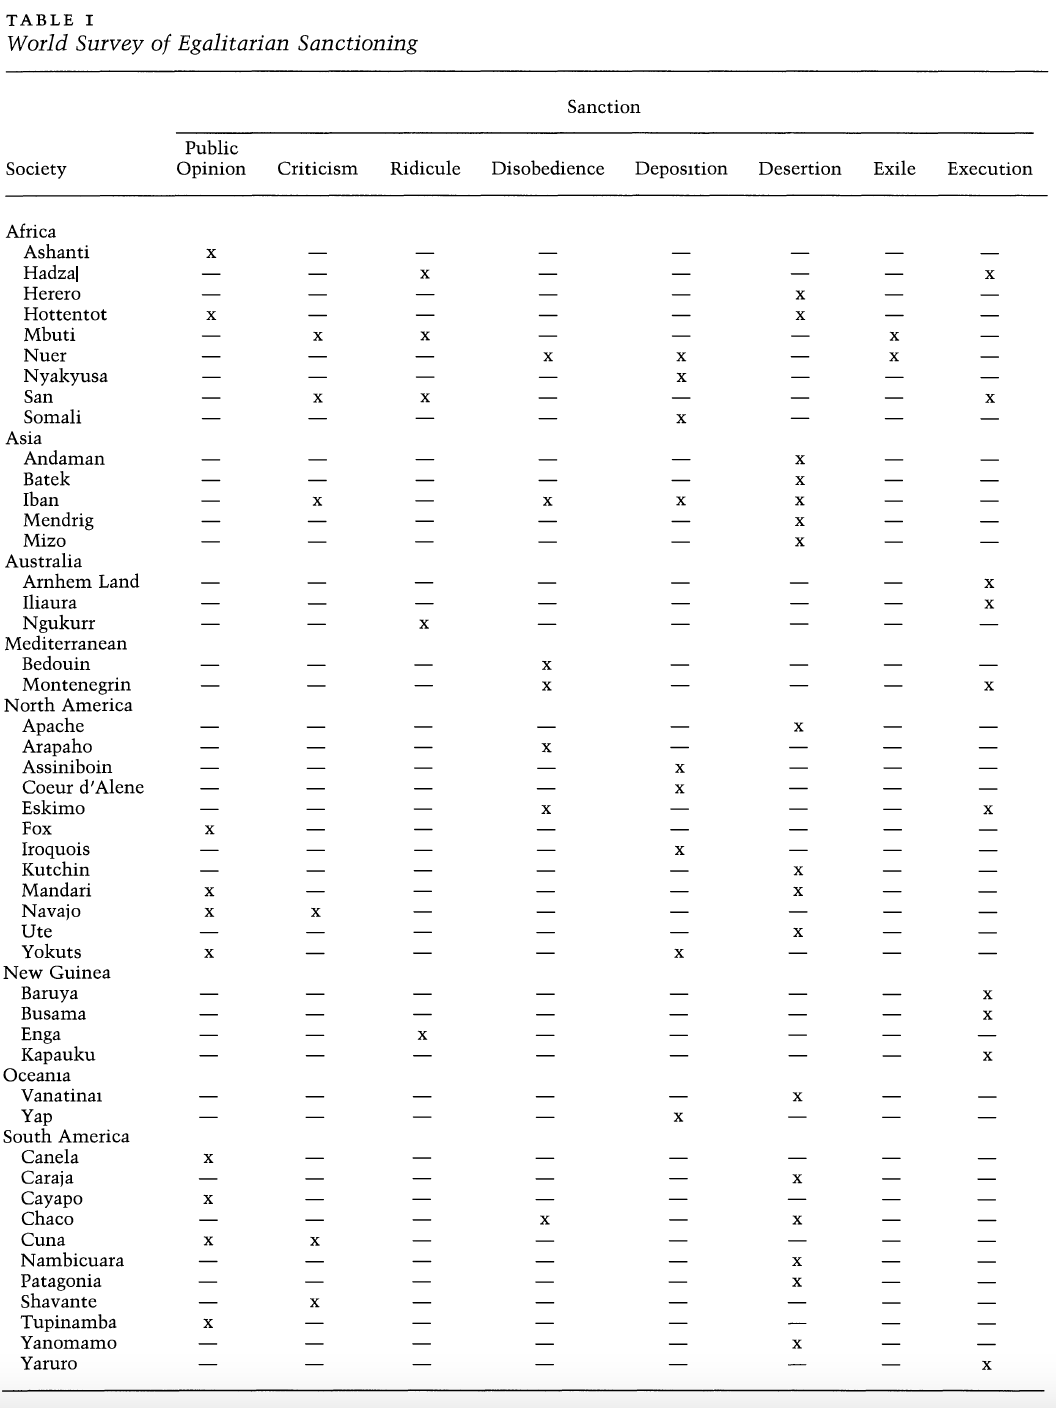 TABLE I
World Survey of Egalitarian Sanctioning
Sanction
Public
Society Opinion Criticism Ridicule Disobedience Deposition Desertion Exile Execution
Africa
Ashanti x — — — — — — —
Hadza — — x — — — — x
Herero — — — — — x — —
Hottentot x — — — — x — —
Mbuti — x x — — — x —
Nuer — — — x x — x —
Nyakyusa — — — — x — — —
San — x x — — — — x
Somali — — — — x — — —
Asia
Andaman — — — — — x — —
Batek — — — — — x — —
Iban — x — x x x — —
Mendrig — — — — — x — —
Mizo — — — — — x — —
Australia
Arnhem Land — — — — — — — x
Iliaura — — — — — — — x
Ngukurr — — x — — — — —
Mediterranean
Bedouin — — — x — — — —
Montenegrin — — — x — — — x
North America
Apache — — — — — x — —
Arapaho — — — x — — — —
Assiniboin — — — — x — — —
Coeur d'Alene — — — — x — — —
Eskimo — — — x — — — x
Fox x — — — — — — —
Iroquois — — — — x — — —
Kutchin — — — — — x — —
Mandari x — — — — x — —
Navajo x x — — — — — —
Ute — — — — — x — —
Yokuts x — — — x — — —
New Guinea
Baruya — — — — — — — x
Busama — — — — — — — x
Enga — — x — — — — —
Kapauku — — — — — — — x
Oceania
Vanatinai — — — — — x — —
Yap — — — — x — — —
South America
Canela x — — — — — — —
Caraja — — — — — x — —
Cayapo x — — — — — — —
Chaco — — — x — x — —
Cuna x x — — — — — —
Nambicuara — — — — — x — —
Patagonia — — — — — x — —
Shavante — x — — — — — —
Tupinamba x — — — — — — —
Yanomamo — — — — — x — —
Yaruro — — — — — — — x